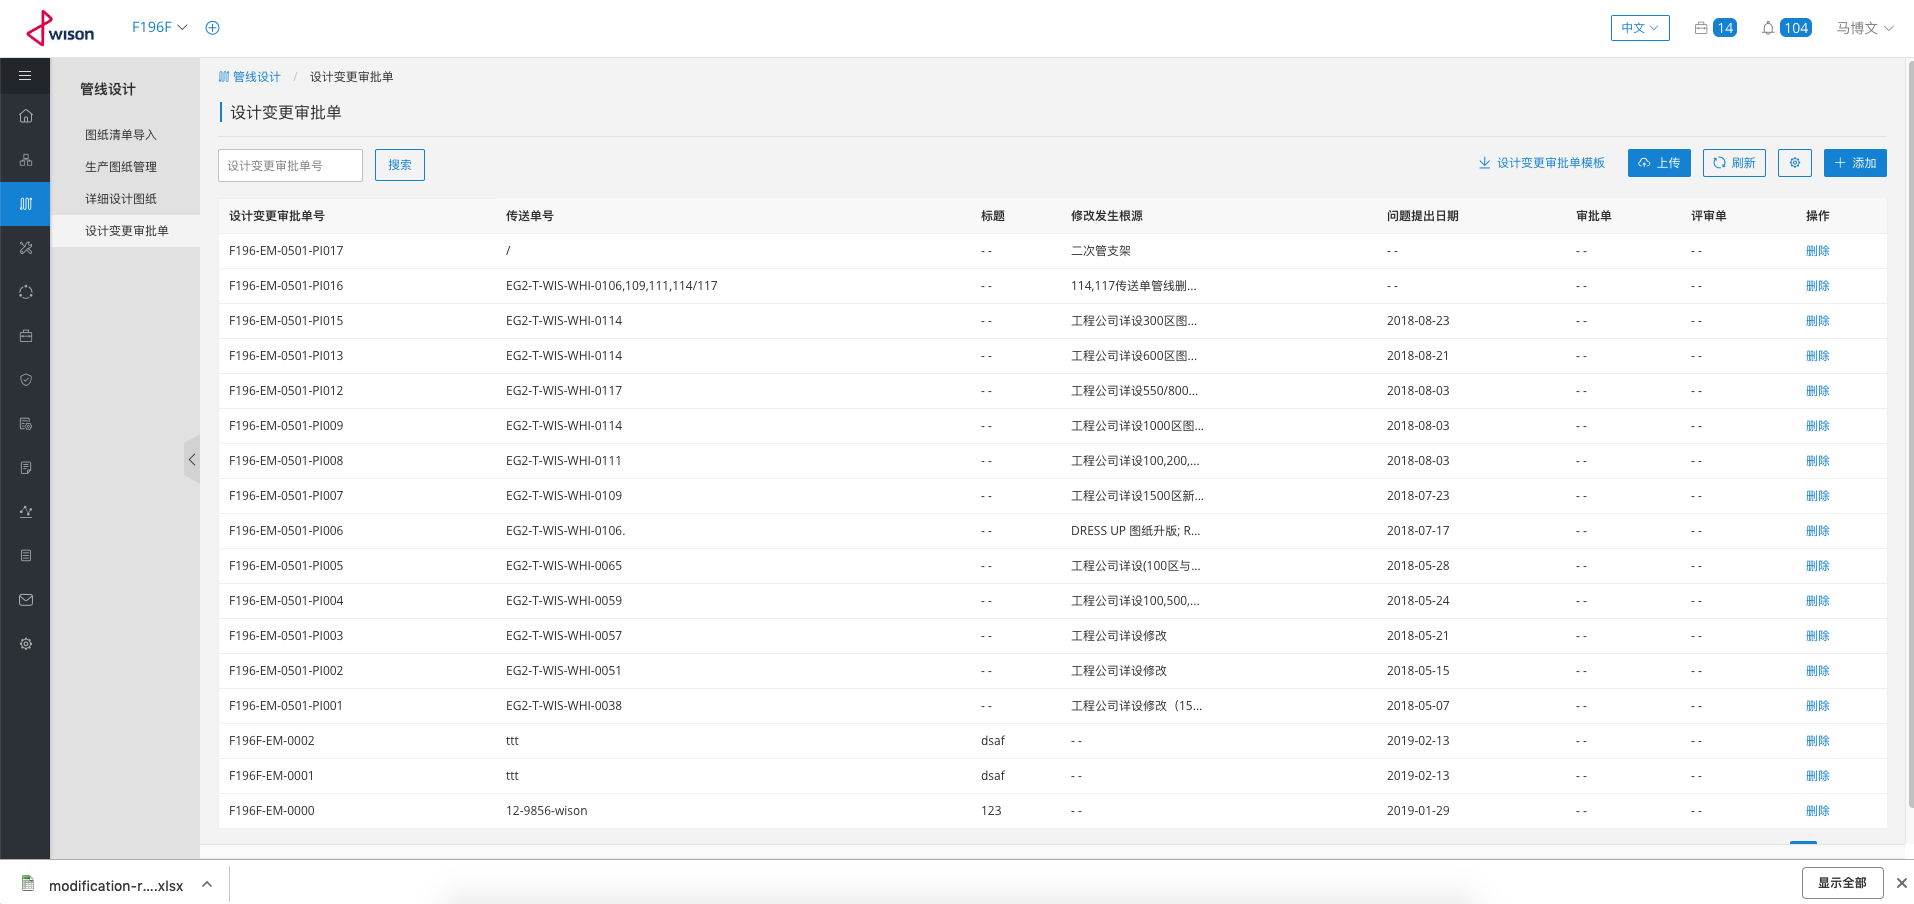 wison
F196F
中文
14
104
马博文
管线设计
图纸清单导入
生产图纸管理
详细设计图纸
设计变更审批单
管线设计 / 设计变更审批单
设计变更审批单
设计变更审批单号
搜索
设计变更审批单模板
上传
刷新
添加
设计变更审批单号 传送单号 标题 修改发生根源 问题提出日期 审批单 评审单 操作
F196-EM-0501-PI017 / - - 二次管支架 - - - - - - 删除
F196-EM-0501-PI016 EG2-T-WIS-WHI-0106,109,111,114/117 - - 114,117传送单管线删... - - - - - - 删除
F196-EM-0501-PI015 EG2-T-WIS-WHI-0114 - - 工程公司详设300区图... 2018-08-23 - - - - 删除
F196-EM-0501-PI013 EG2-T-WIS-WHI-0114 - - 工程公司详设600区图... 2018-08-21 - - - - 删除
F196-EM-0501-PI012 EG2-T-WIS-WHI-0117 - - 工程公司详设550/800... 2018-08-03 - - - - 删除
F196-EM-0501-PI009 EG2-T-WIS-WHI-0114 - - 工程公司详设1000区图... 2018-08-03 - - - - 删除
F196-EM-0501-PI008 EG2-T-WIS-WHI-0111 - - 工程公司详设100,200,... 2018-08-03 - - - - 删除
F196-EM-0501-PI007 EG2-T-WIS-WHI-0109 - - 工程公司详设1500区新... 2018-07-23 - - - - 删除
F196-EM-0501-PI006 EG2-T-WIS-WHI-0106. - - DRESS UP 图纸升版; R... 2018-07-17 - - - - 删除
F196-EM-0501-PI005 EG2-T-WIS-WHI-0065 - - 工程公司详设(100区与... 2018-05-28 - - - - 删除
F196-EM-0501-PI004 EG2-T-WIS-WHI-0059 - - 工程公司详设100,500,... 2018-05-24 - - - - 删除
F196-EM-0501-PI003 EG2-T-WIS-WHI-0057 - - 工程公司详设修改 2018-05-21 - - - - 删除
F196-EM-0501-PI002 EG2-T-WIS-WHI-0051 - - 工程公司详设修改 2018-05-15 - - - - 删除
F196-EM-0501-PI001 EG2-T-WIS-WHI-0038 - - 工程公司详设修改（15... 2018-05-07 - - - - 删除
F196F-EM-0002 ttt dsaf - - 2019-02-13 - - - - 删除
F196F-EM-0001 ttt dsaf - - 2019-02-13 - - - - 删除
F196F-EM-0000 12-9856-wison 123 - - 2019-01-29 - - - - 删除
modification-r....xlsx
显示全部